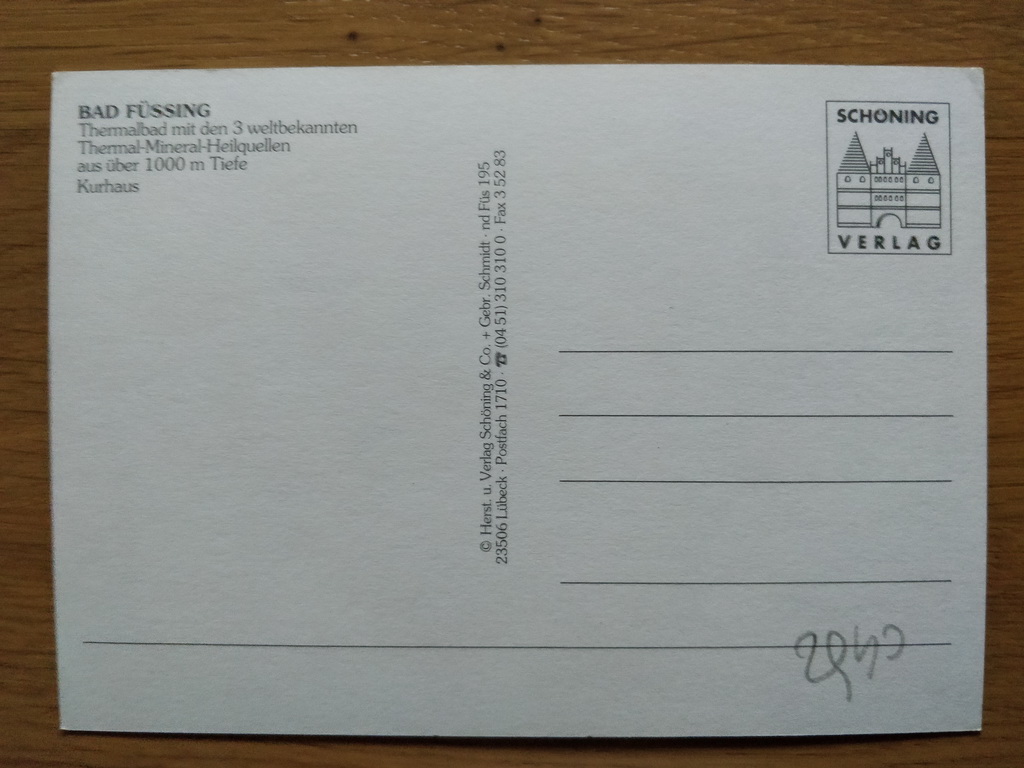 BAD FÜSSING
Thermalbad mit den 3 weltbekannten
Thermal-Mineral-Heilquellen
aus über 1000 m Tiefe
Kurhaus
© Herst. u. Verlag Schöning & Co. + Gebr. Schmidt · nd Füs 195
23506 Lübeck · Postfach 1710 · ☎ (04 51) 310 310 0 · Fax 3 52 83
SCHÖNING
VERLAG